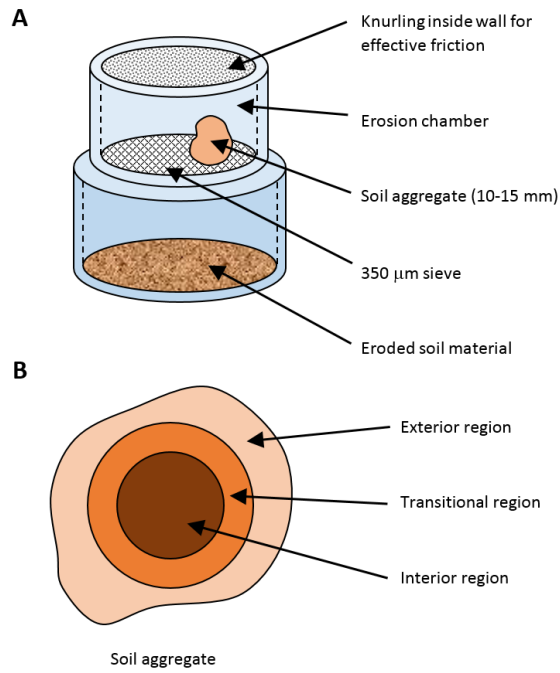 A
Knurling inside wall for
effective friction
Erosion chamber
Soil aggregate (10-15 mm)
350 μm sieve
Eroded soil material
B
Exterior region
Transitional region
Interior region
Soil aggregate